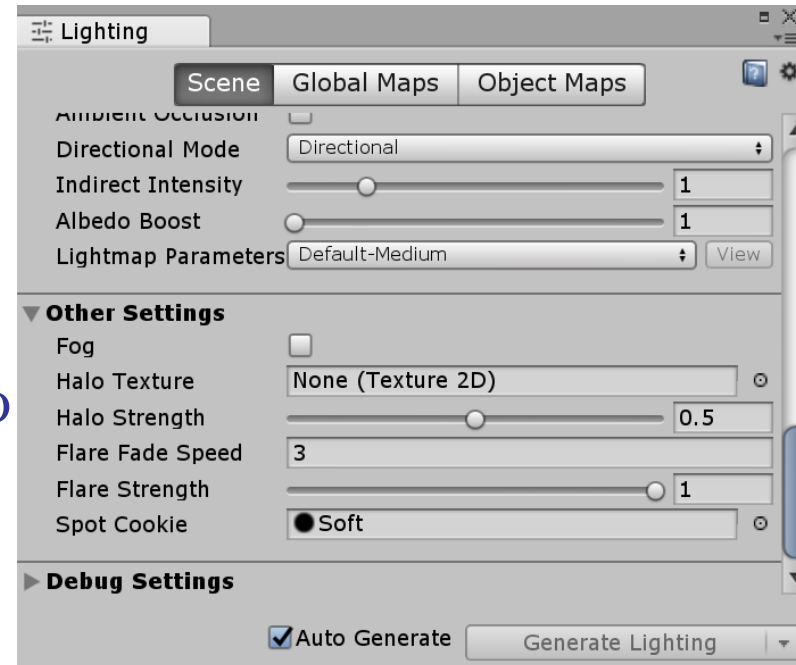 Lighting
Scene Global Maps Object Maps
Ambient Occlusion
Directional Mode Directional
Indirect Intensity 1
Albedo Boost 1
Lightmap Parameters Default-Medium View
Other Settings
Fog
Halo Texture None (Texture 2D)
Halo Strength 0.5
Flare Fade Speed 3
Flare Strength 1
Spot Cookie Soft
Debug Settings
Auto Generate Generate Lighting